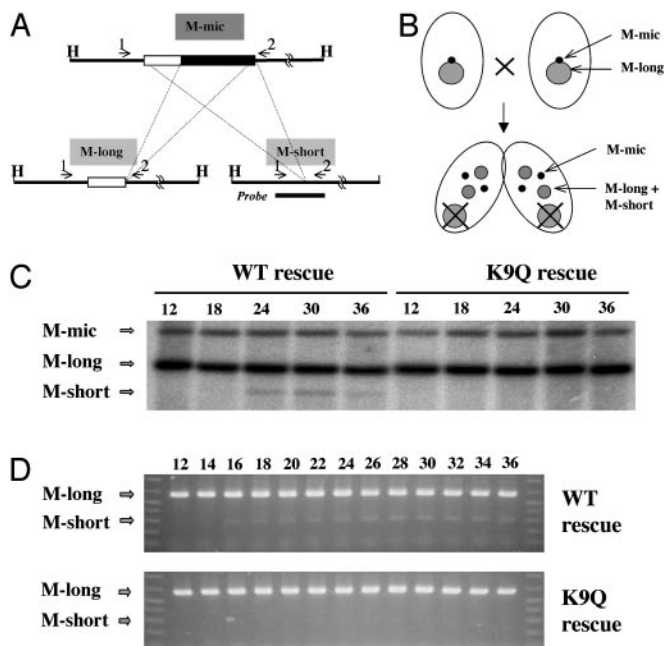 A
M-mic
H
1
2
H
M-long
M-short
H
1
2
H
H
1
2
Probe
B
M-mic
M-long
M-mic
M-long +
M-short
C
WT rescue
K9Q rescue
12 18 24 30 36 12 18 24 30 36
M-mic
M-long
M-short
D
12 14 16 18 20 22 24 26 28 30 32 34 36
M-long
M-short
WT
rescue
M-long
M-short
K9Q
rescue